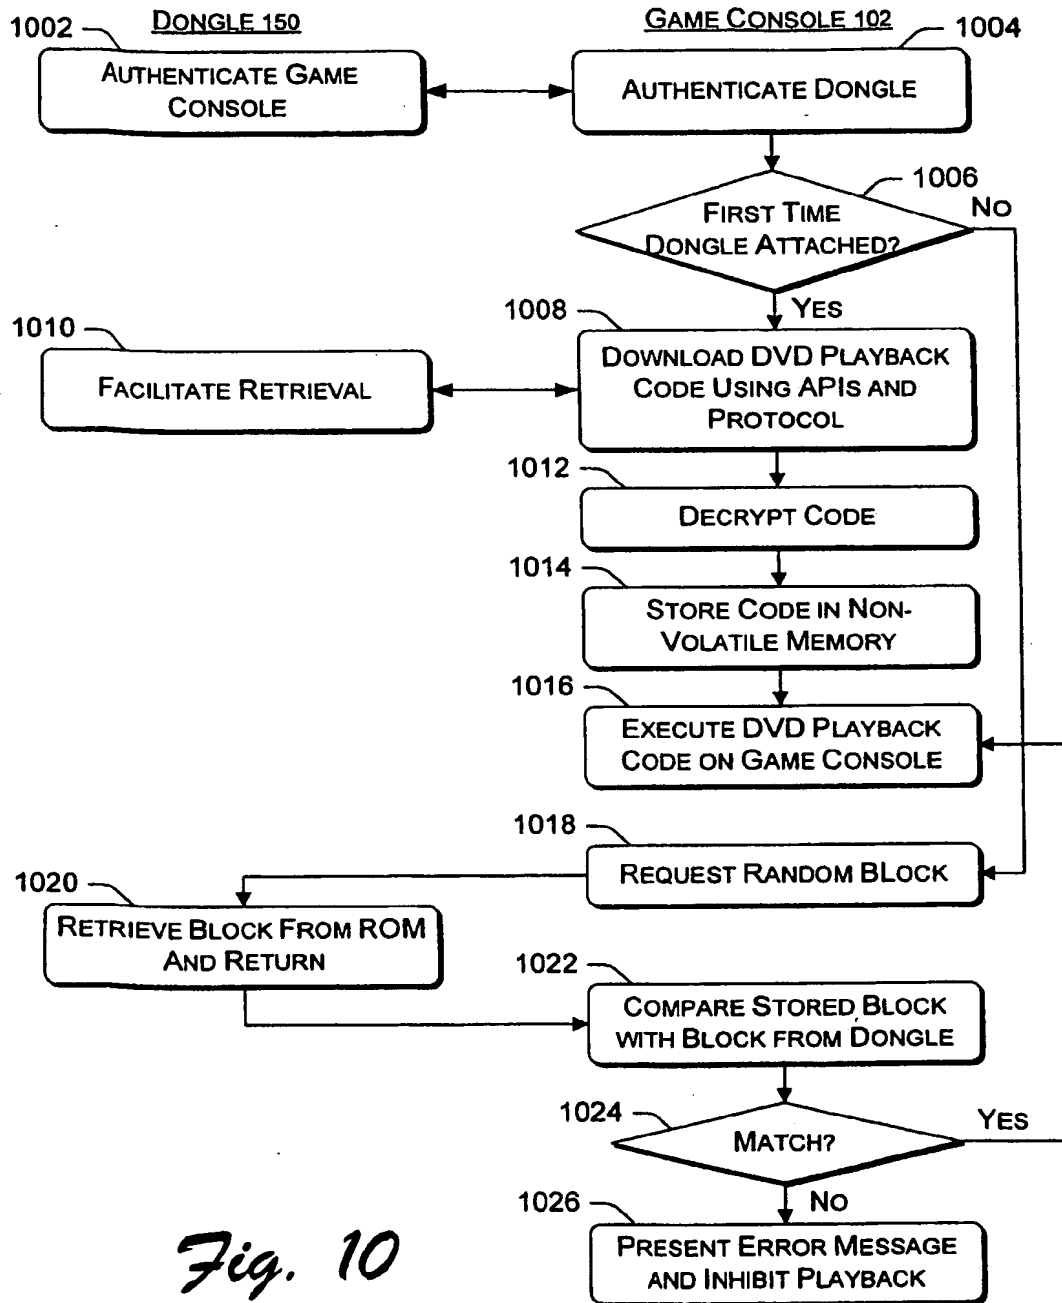 DONGLE 150
GAME CONSOLE 102
1002
1004
AUTHENTICATE GAME
CONSOLE
AUTHENTICATE DONGLE
1006
FIRST TIME
DONGLE ATTACHED?
NO
YES
1008
1010
DOWNLOAD DVD PLAYBACK
CODE USING APIS AND
PROTOCOL
FACILITATE RETRIEVAL
1012
DECRYPT CODE
1014
STORE CODE IN NON-
VOLATILE MEMORY
1016
EXECUTE DVD PLAYBACK
CODE ON GAME CONSOLE
1018
REQUEST RANDOM BLOCK
1020
RETRIEVE BLOCK FROM ROM
AND RETURN
1022
COMPARE STORED BLOCK
WITH BLOCK FROM DONGLE
1024
MATCH?
YES
NO
1026
PRESENT ERROR MESSAGE
AND INHIBIT PLAYBACK
Fig. 10